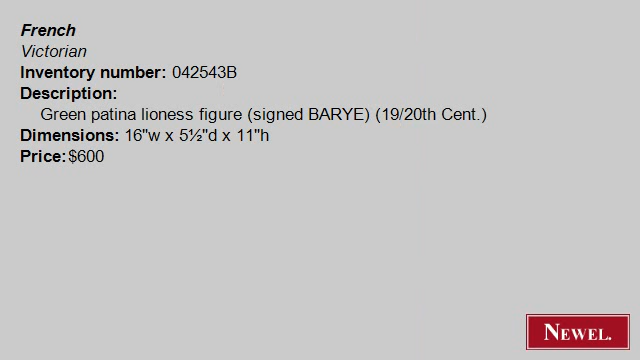 French
Victorian
Inventory number: 042543B
Description:
Green patina lioness figure (signed BARYE) (19/20th Cent.)
Dimensions: 16"w x 5½"d x 11"h
Price:$600
NEWEL.